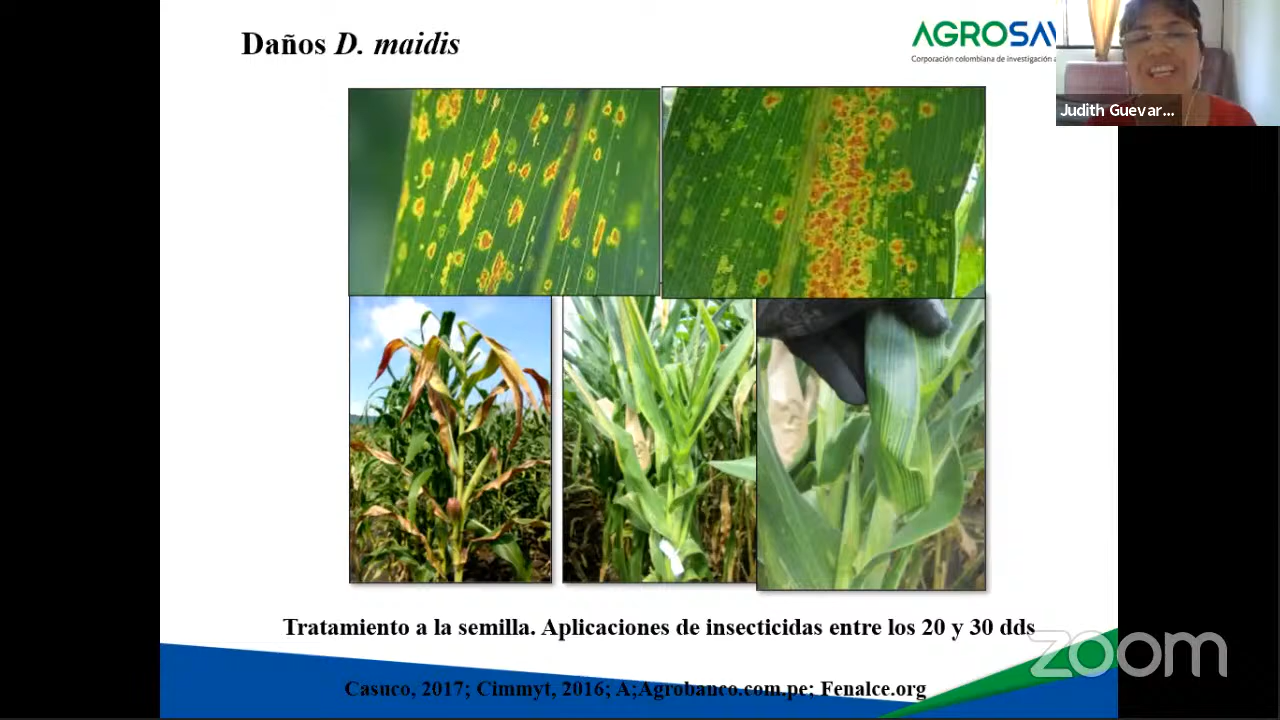 Daños D. maidis
AGROSAV
Corporación colombiana de investigación a
Judith Guevar...
Tratamiento a la semilla. Aplicaciones de insecticidas entre los 20 y 30 dds
zoom
Casuco, 2017; Cimmyt, 2016; A;Agrobanco.com.pe; Fenalce.org